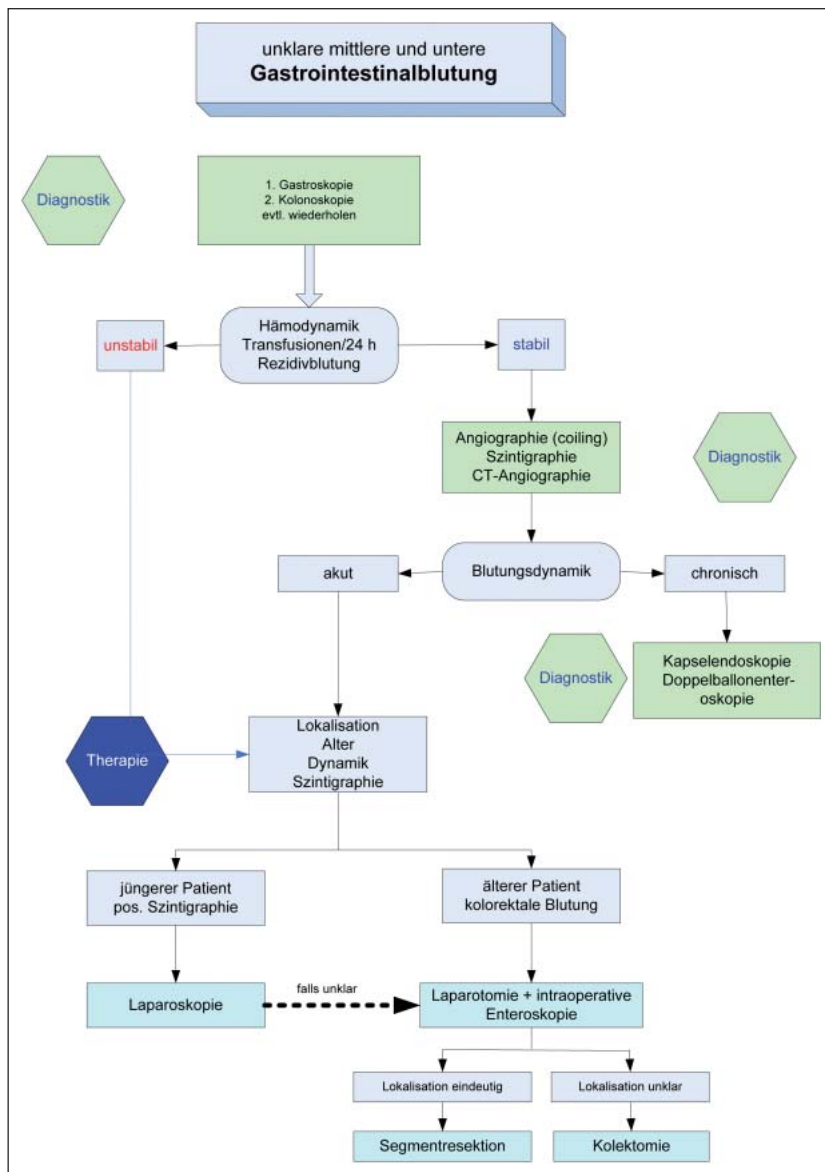 unklare mittlere und untere
Gastrointestinalblutung
Diagnostik
1. Gastroskopie
2. Kolonoskopie
evtl. wiederholen
unstabil
Hämodynamik
Transfusionen/24 h
Rezidivblutung
stabil
Angiographie (coiling)
Szintigraphie
CT-Angiographie
Diagnostik
akut
Blutungsdynamik
chronisch
Diagnostik
Kapselendoskopie
Doppelballonenter-
oskopie
Therapie
Lokalisation
Alter
Dynamik
Szintigraphie
jüngerer Patient
pos. Szintigraphie
älterer Patient
kolorektale Blutung
Laparoskopie
falls unklar
Laparotomie + intraoperative
Enteroskopie
Lokalisation eindeutig
Lokalisation unklar
Segmentresektion
Kolektomie